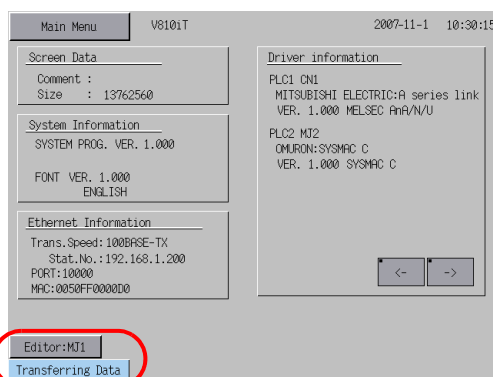 Main Menu V810iT 2007-11-1 10:30:15
Screen Data
Comment :
Size : 13762560
System Information
SYSTEM PROG. VER. 1.000
FONT VER. 1.000
ENGLISH
Ethernet Information
Trans.Speed:100BASE-TX
Stat.No.:192.168.1.200
PORT:10000
MAC:0050FF0000D0
Driver information
PLC1 CN1
MITSUBISHI ELECTRIC:A series link
VER. 1.000 MELSEC AnA/N/U
PLC2 MJ2
OMURON:SYSMAC C
VER. 1.000 SYSMAC C
<- ->
Editor:MJ1
Transferring Data